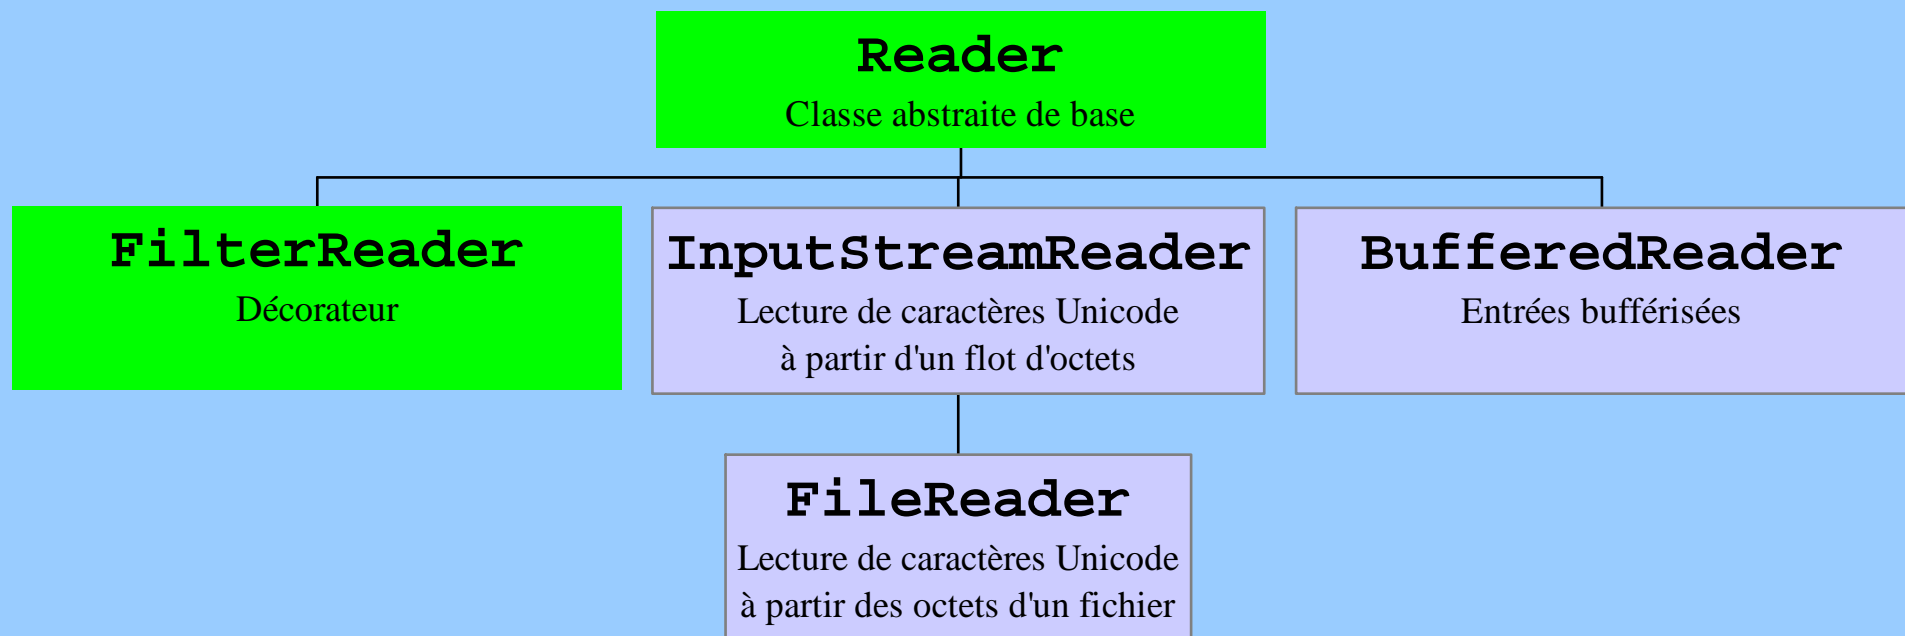 Reader
Classe abstraite de base
FilterReader
Décorateur
InputStreamReader
Lecture de caractères Unicode
à partir d'un flot d'octets
BufferedReader
Entrées bufférisées
FileReader
Lecture de caractères Unicode
à partir des octets d'un fichier